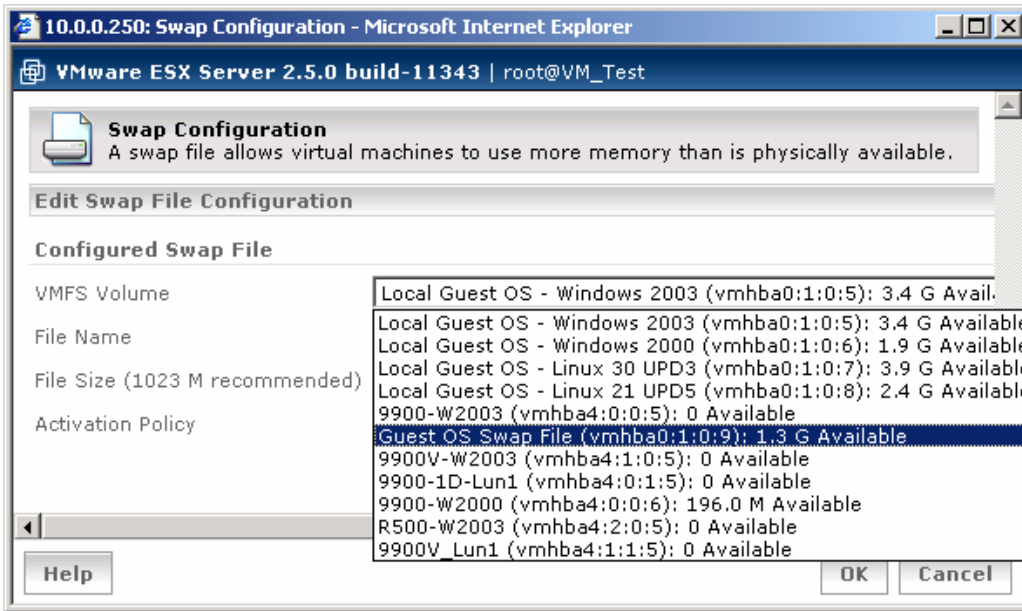 10.0.0.250: Swap Configuration - Microsoft Internet Explorer
VMware ESX Server 2.5.0 build-11343 | root@VM_Test
Swap Configuration
A swap file allows virtual machines to use more memory than is physically available.
Edit Swap File Configuration
Configured Swap File
VMFS Volume
Local Guest OS - Windows 2003 (vmhba0:1:0:5): 3.4 G Avail
Local Guest OS - Windows 2003 (vmhba0:1:0:5): 3.4 G Available
File Name
Local Guest OS - Windows 2000 (vmhba0:1:0:6): 1.9 G Available
Local Guest OS - Linux 30 UPD3 (vmhba0:1:0:7): 3.9 G Available
File Size (1023 M recommended)
Local Guest OS - Linux 21 UPD5 (vmhba0:1:0:8): 2.4 G Available
9900-W2003 (vmhba4:0:0:5): 0 Available
Activation Policy
Guest OS Swap File (vmhba0:1:0:9): 1.3 G Available
9900V-W2003 (vmhba4:1:0:5): 0 Available
9900-1D-Lun1 (vmhba4:0:1:5): 0 Available
9900-W2000 (vmhba4:0:0:6): 196.0 M Available
R500-W2003 (vmhba4:2:0:5): 0 Available
9900V_Lun1 (vmhba4:1:1:5): 0 Available
Help
OK
Cancel